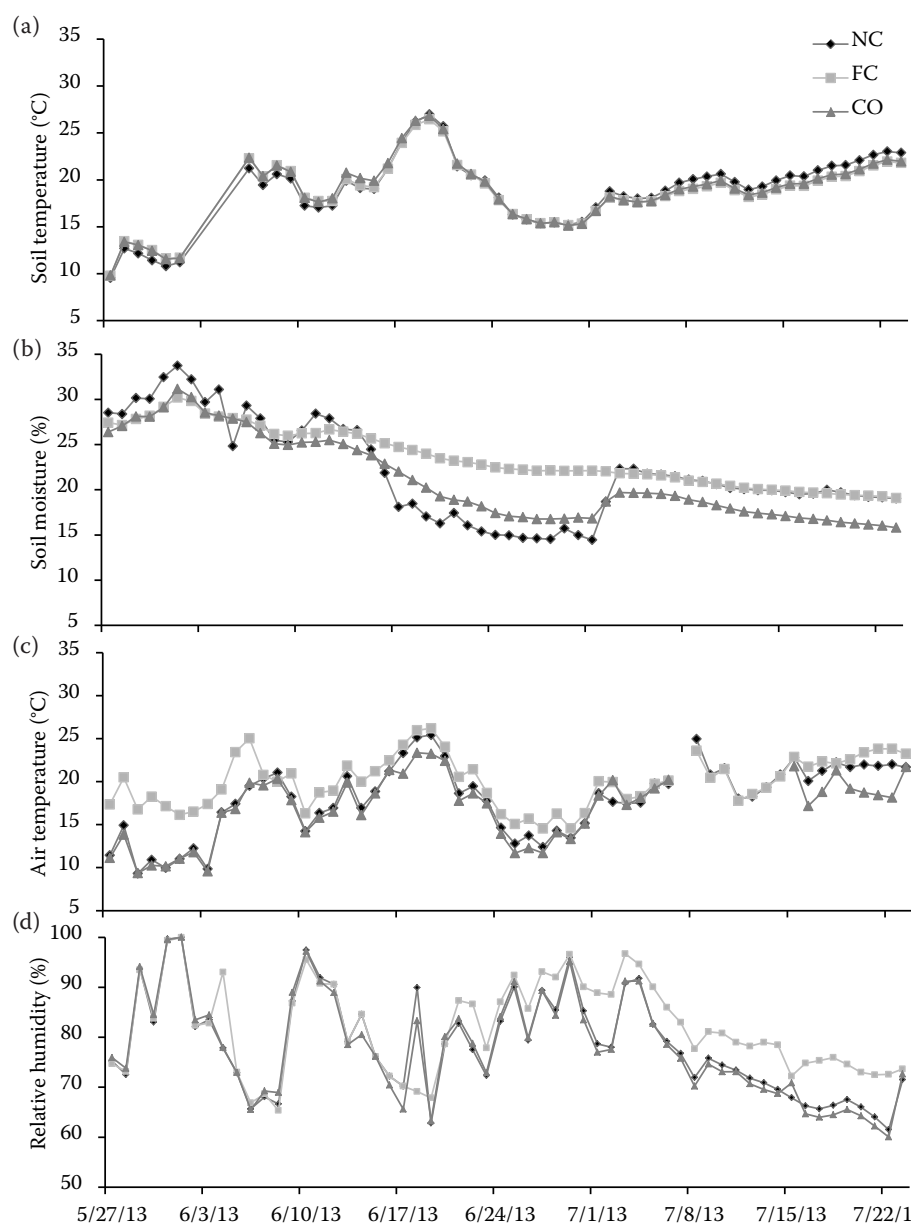 (a)
35
30
25
20
15
10
5
Soil temperature (°C)
NC
FC
CO
(b)
35
30
25
20
15
10
5
Soil moisture (%)
(c)
35
30
25
20
15
10
5
Air temperature (°C)
(d)
100
90
80
70
60
50
Relative humidity (%)
5/27/13 6/3/13 6/10/13 6/17/13 6/24/13 7/1/13 7/8/13 7/15/13 7/22/1